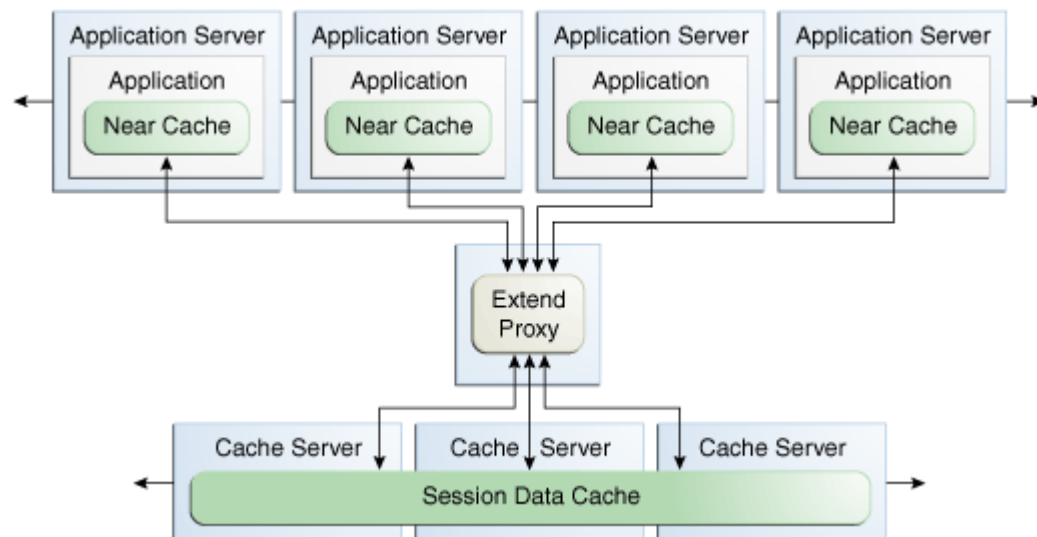 Application Server
Application
Near Cache
Application Server
Application
Near Cache
Application Server
Application
Near Cache
Application Server
Application
Near Cache
Extend
Proxy
Cache Server
Cache Server
Cache Server
Session Data Cache